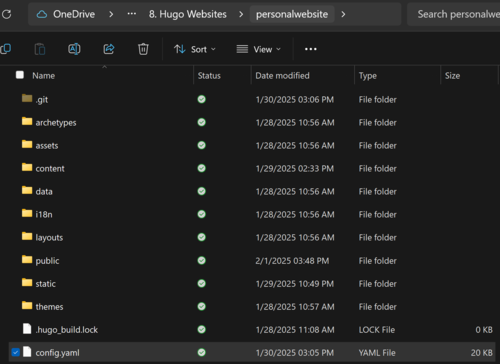 OneDrive > ... 8. Hugo Websites > personalwebsite > Search personalwe
Sort View ...
Name Status Date modified Type Size
.git 1/30/2025 03:06 PM File folder
archetypes 1/28/2025 10:56 AM File folder
assets 1/28/2025 10:56 AM File folder
content 1/29/2025 02:33 PM File folder
data 1/28/2025 10:56 AM File folder
i18n 1/28/2025 10:56 AM File folder
layouts 1/28/2025 10:56 AM File folder
public 2/1/2025 03:48 PM File folder
static 1/29/2025 10:49 PM File folder
themes 1/28/2025 10:57 AM File folder
.hugo_build.lock 1/28/2025 11:08 AM LOCK File 0 KB
config.yaml 1/30/2025 03:05 PM YAML File 20 KB